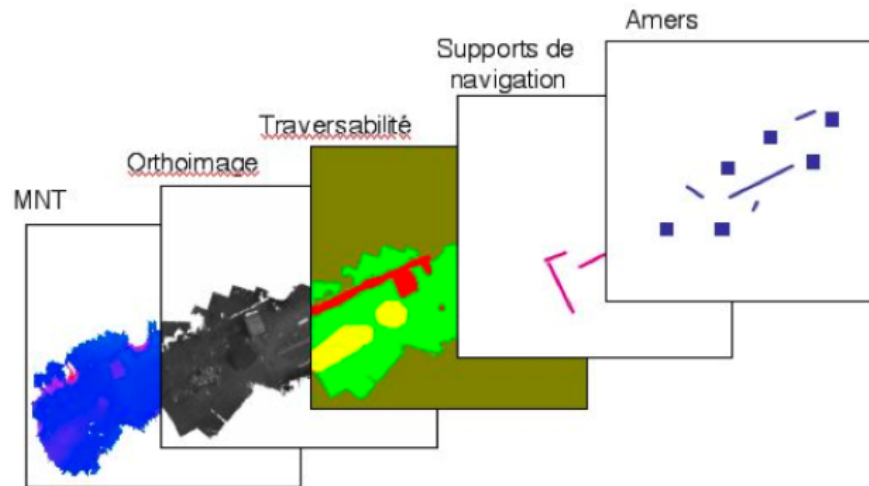 Amers
Supports de
navigation
Traversabilité
Orthoimage
MNT